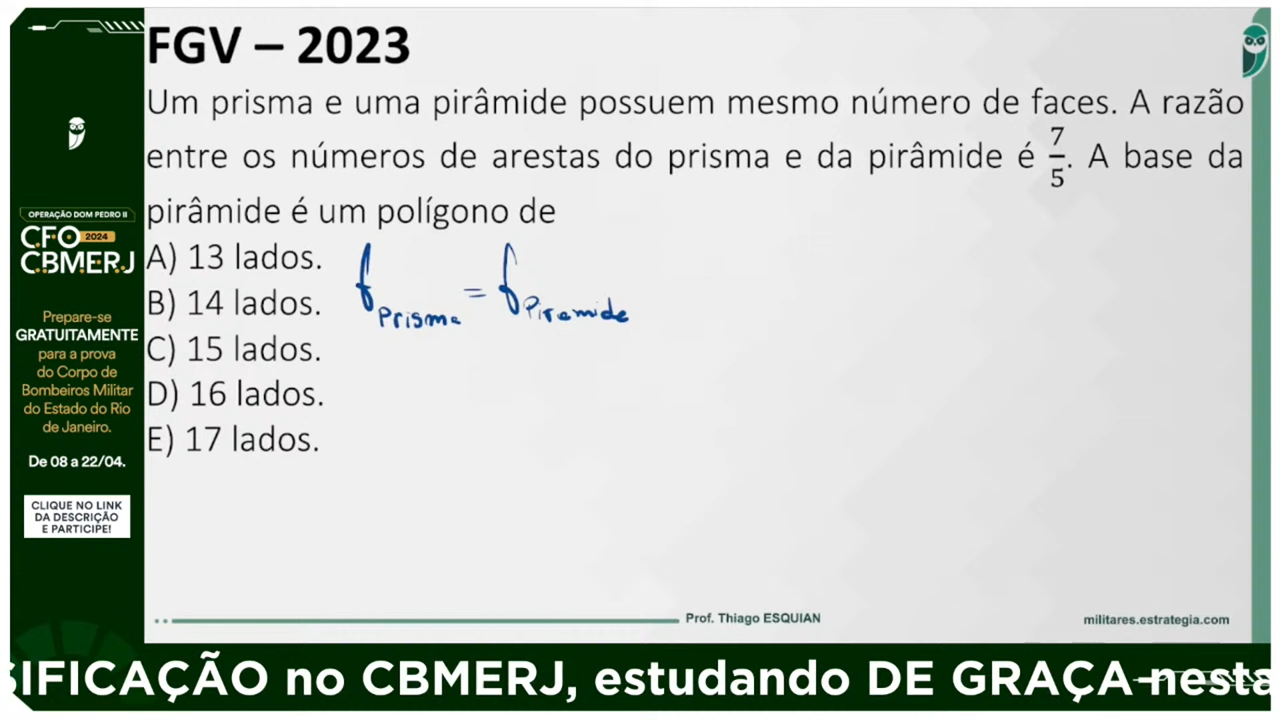 FGV – 2023
Um prisma e uma pirâmide possuem mesmo número de faces. A razão
entre os números de arestas do prisma e da pirâmide é 7/5. A base da
pirâmide é um polígono de
A) 13 lados.
B) 14 lados.
C) 15 lados.
D) 16 lados.
E) 17 lados.
f Prisma = f Piramide
OPERAÇÃO DOM PEDRO II
CFO 2024
CBMERJ
Prepare-se
GRATUITAMENTE
para a prova
do Corpo de
Bombeiros Militar
do Estado do Rio
de Janeiro.
De 08 a 22/04.
CLIQUE NO LINK
DA DESCRIÇÃO
E PARTICIPE!
Prof. Thiago ESQUIAN
militares.estrategia.com
SIFICAÇÃO no CBMERJ, estudando DE GRAÇA nesta